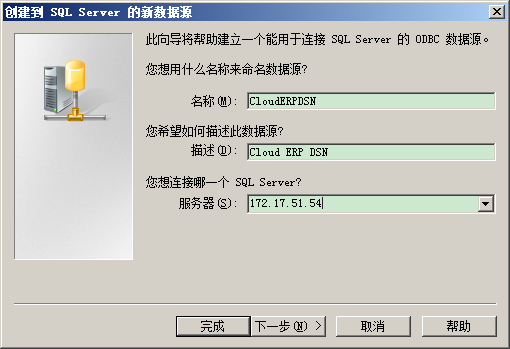 创建到 SQL Server 的新数据源
此向导将帮助建立一个能用于连接 SQL Server 的 ODBC 数据源。
您想用什么名称来命名数据源?
名称(M): CloudERPDSN
您希望如何描述此数据源?
描述(D): Cloud ERP DSN
您想连接哪一个 SQL Server?
服务器(S): 172.17.51.54
完成 下一步(N) > 取消 帮助